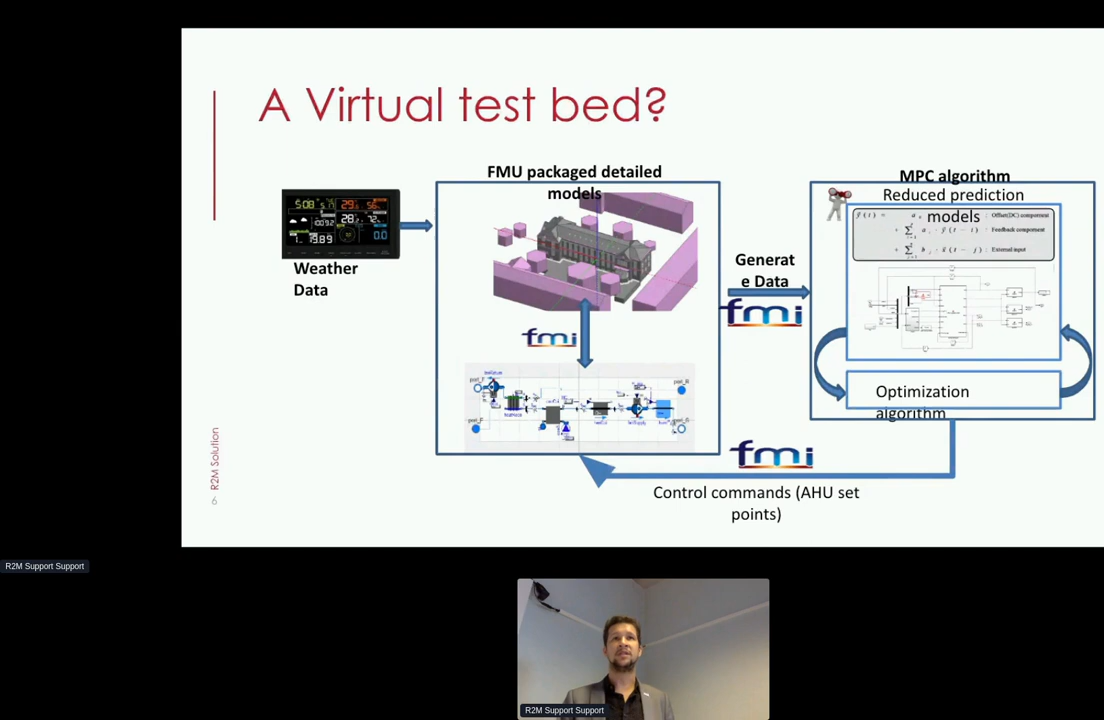 A Virtual test bed?
FMU packaged detailed
models
MPC algorithm
Reduced prediction
models
: Offset(DC) component
: Feedback component
: External input
Weather
Data
Generat
e Data
fmi
fmi
Optimization
algorithm
fmi
Control commands (AHU set
points)
R2M Solution
6
R2M Support Support
R2M Support Support